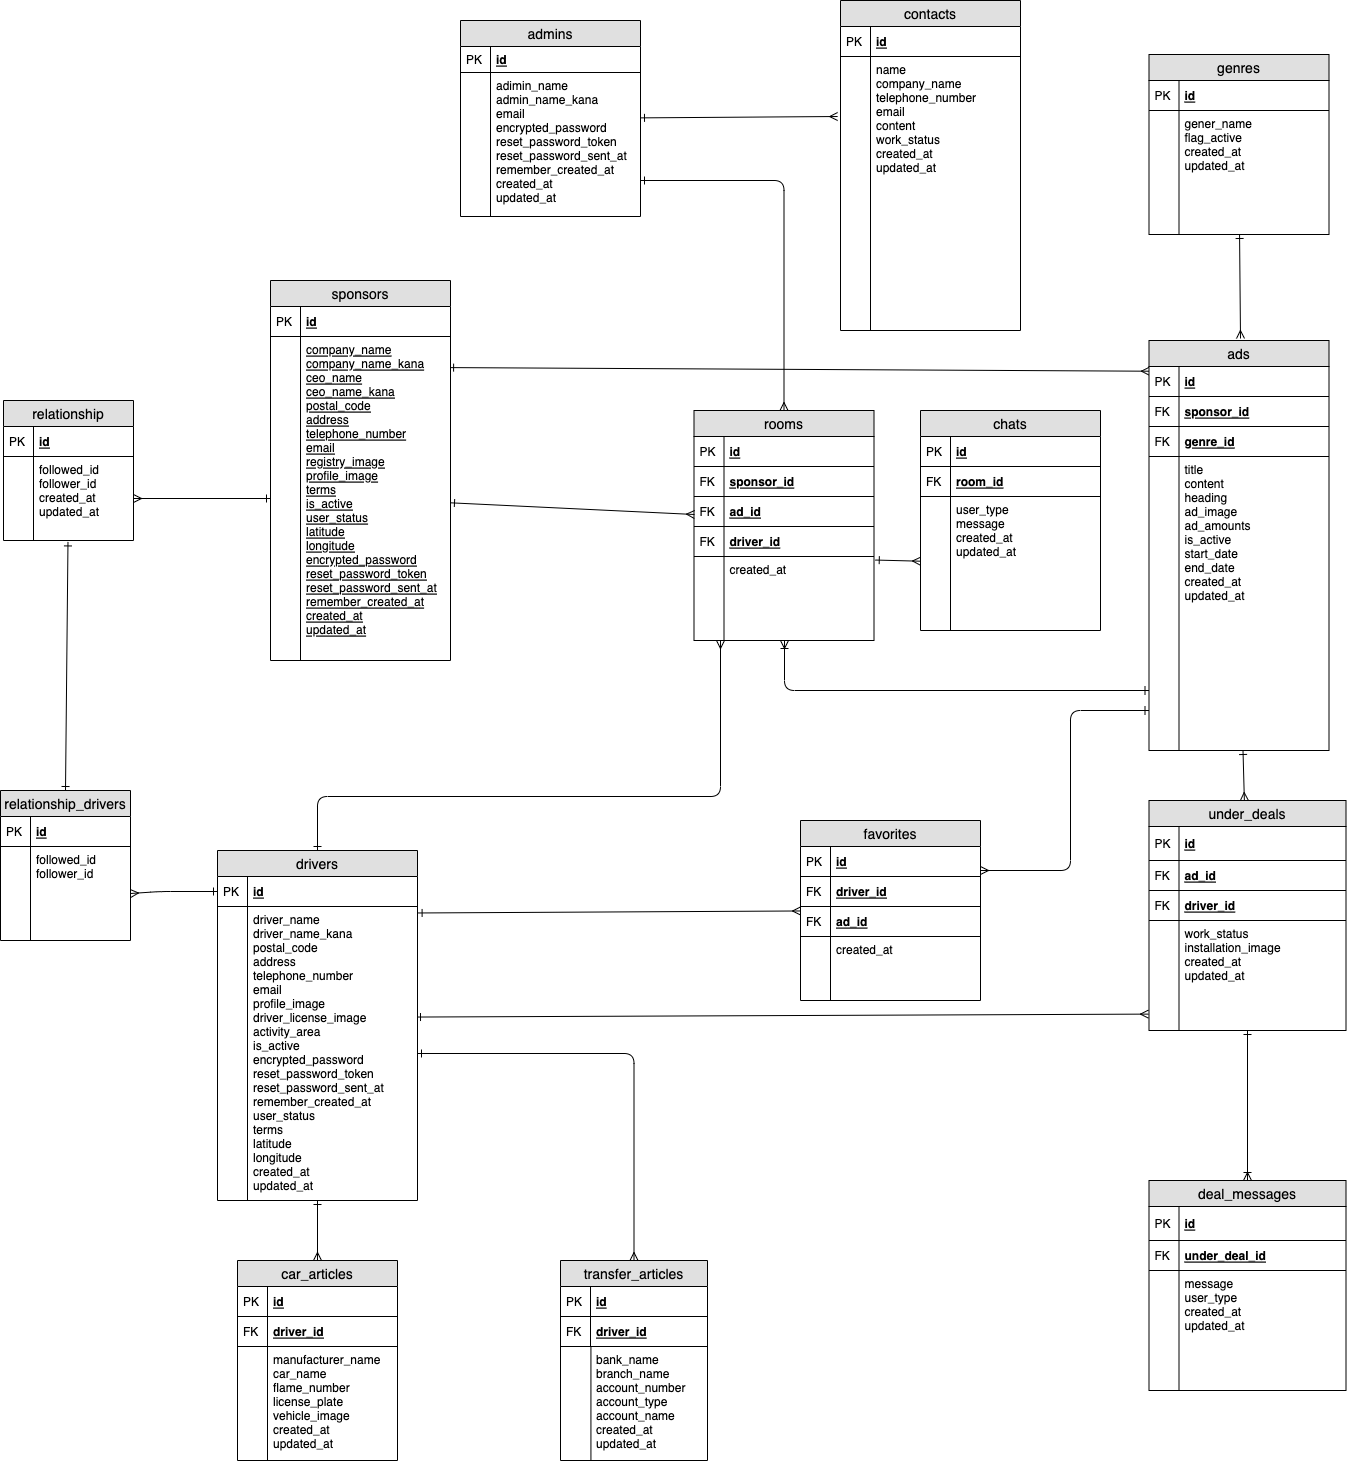 admins
PK id
adimin_name
admin_name_kana
email
encrypted_password
reset_password_token
reset_password_sent_at
remember_created_at
created_at
updated_at
contacts
PK id
name
company_name
telephone_number
email
content
work_status
created_at
updated_at
genres
PK id
gener_name
flag_active
created_at
updated_at
sponsors
PK id
company_name
company_name_kana
ceo_name
ceo_name_kana
postal_code
address
telephone_number
email
registry_image
profile_image
terms
is_active
user_status
latitude
longitude
encrypted_password
reset_password_token
reset_password_sent_at
remember_created_at
created_at
updated_at
relationship
PK id
followed_id
follower_id
created_at
updated_at
rooms
PK id
FK sponsor_id
FK ad_id
FK driver_id
created_at
chats
PK id
FK room_id
user_type
message
created_at
updated_at
ads
PK id
FK sponsor_id
FK genre_id
title
content
heading
ad_image
ad_amounts
is_active
start_date
end_date
created_at
updated_at
relationship_drivers
PK id
followed_id
follower_id
drivers
PK id
driver_name
driver_name_kana
postal_code
address
telephone_number
email
profile_image
driver_license_image
activity_area
is_active
encrypted_password
reset_password_token
reset_password_sent_at
remember_created_at
user_status
terms
latitude
longitude
created_at
updated_at
favorites
PK id
FK driver_id
FK ad_id
created_at
under_deals
PK id
FK ad_id
FK driver_id
work_status
installation_image
created_at
updated_at
car_articles
PK id
FK driver_id
manufacturer_name
car_name
flame_number
license_plate
vehicle_image
created_at
updated_at
transfer_articles
PK id
FK driver_id
bank_name
branch_name
account_number
account_type
account_name
created_at
updated_at
deal_messages
PK id
FK under_deal_id
message
user_type
created_at
updated_at